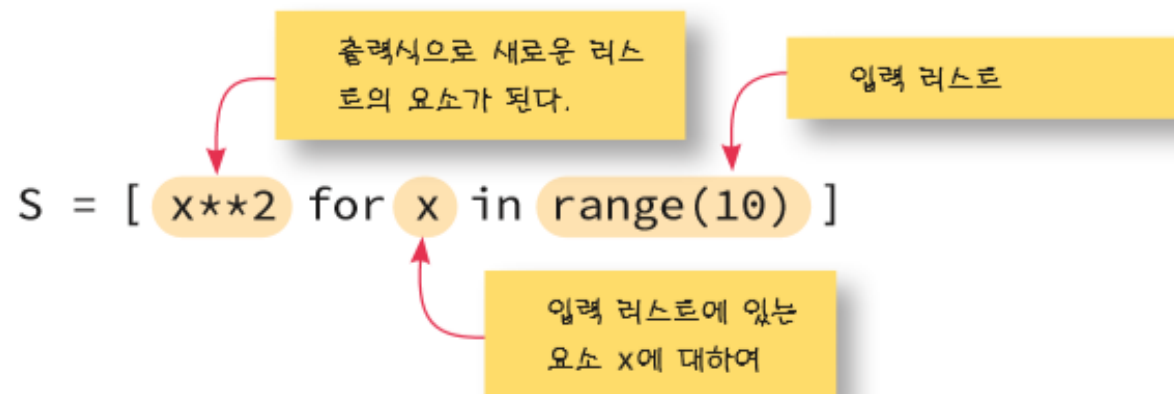 출력식으로 새로운 리스
트의 요소가 된다.
입력 리스트
S = [ x**2 for x in range(10) ]
입력 리스트에 있는
요소 x에 대하여